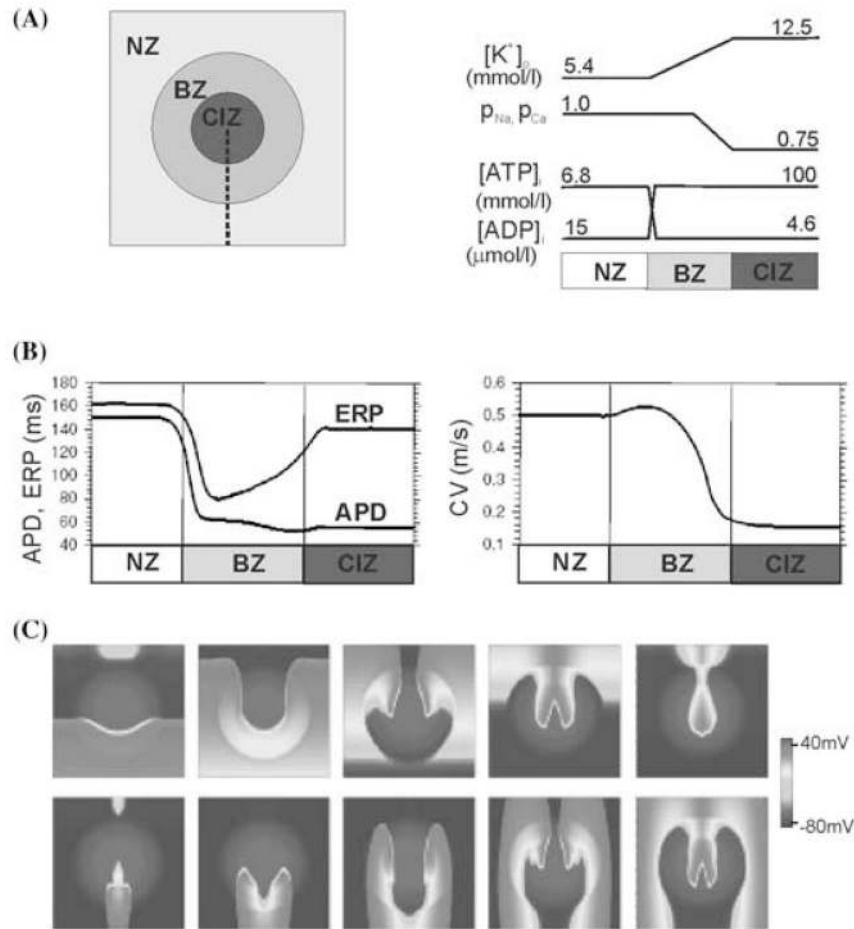 (A)
NZ
BZ
CIZ
[K⁺]ₒ
(mmol/l)
5.4
12.5
pNa, pCa
1.0
0.75
[ATP]ᵢ
(mmol/l)
6.8
100
[ADP]ᵢ
(μmol/l)
15
4.6
NZ BZ CIZ
(B)
APD, ERP (ms)
180
160
140
120
100
80
60
40
ERP
APD
NZ BZ CIZ
CV (m/s)
0.6
0.5
0.4
0.3
0.2
0.1
NZ BZ CIZ
(C)
40mV
-80mV